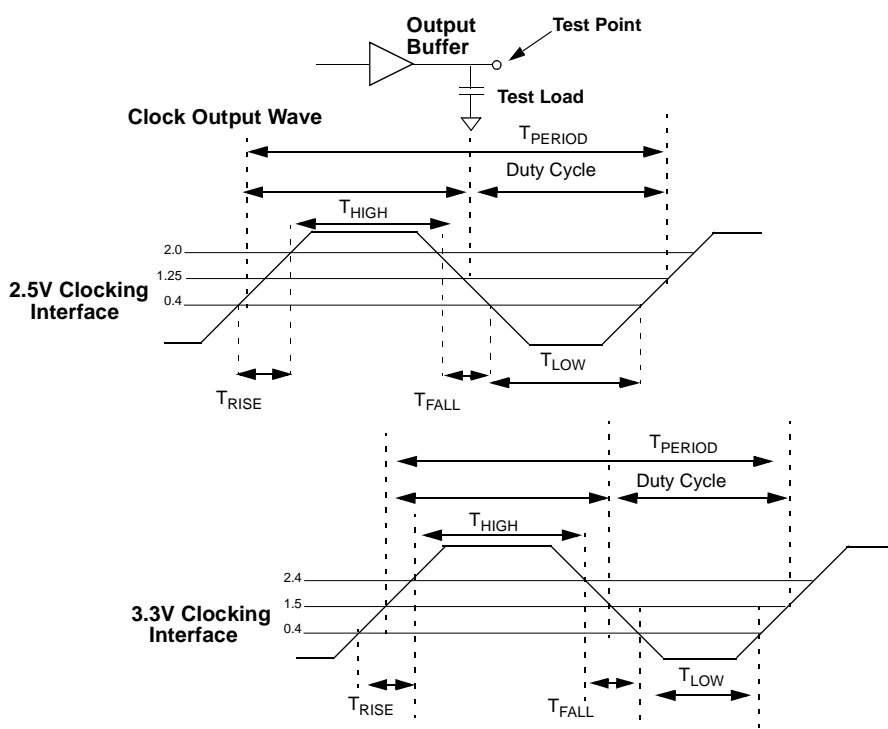 Output
Buffer
Test Point
Test Load
Clock Output Wave
TPERIOD
Duty Cycle
THIGH
2.0
1.25
0.4
2.5V Clocking
Interface
TLOW
TRISE
TFALL
TPERIOD
Duty Cycle
THIGH
2.4
1.5
0.4
3.3V Clocking
Interface
TLOW
TRISE
TFALL